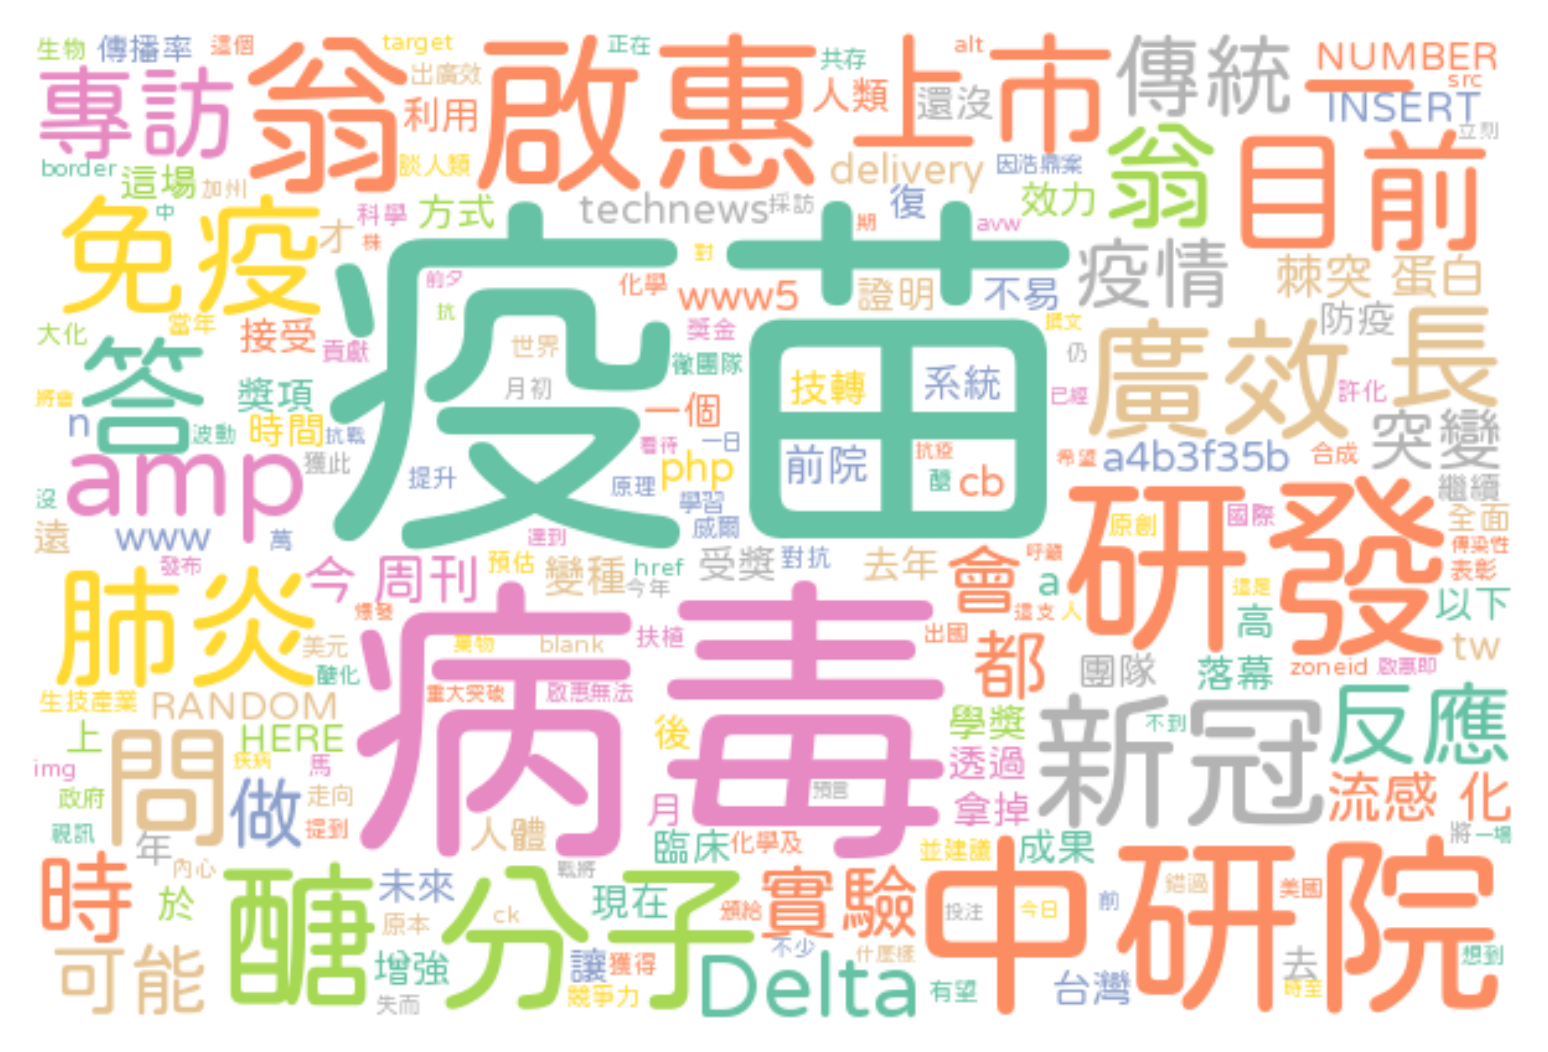 生物 傳播率 這個 target 正在 alt NUMBER
翁啟惠 上市 傳統 一
專訪 出廣效 共存 src
利用 人類 還沒 INSERT
立刻
border 這場 加州 談人類 delivery 因浩鼎案 翁 目前
中 科學 方式 technews 採訪 復 效力
免疫 才 株 期 avw
疫苗 對 疫情
前夕 化學 www5 證明 不易 棘突 蛋白
大化 當年 抗 獎金 撰文 防疫
接受 貢獻 世界 徵團隊 仍 廣效 長
答 獎項 月初 技轉 系統 已經 許化
將會 一個
n 波動 時間 抗戰 看待 一日 突變
amp 獲此 提升 原理 php 前院 抗疫 希望 a4b3f35b 合成
沒 學習 醣 cb 繼續
遠 www 萬 達到 威爾 原創 國際 全面
研發
發布 今 周刊 預估 變種 href 受獎 對抗 去年 會 呼籲 傳染性
肺炎 今年 a 這是 表彰
爆發 這支 人 高 以下
美元 棄物 blank 扶植 出國 都 團隊 落幕 tw
醣化 zoneid 啟惠即
病毒 重大突破 啟惠無法
生技產業 RANDOM 後 學獎 新冠 不到 反應
上 HERE
img 問 疾病 馬 透過
政府 做 走向 預言 月 拿掉 流感 化
視訊 提到 人體 將 一場
年 臨床 化學及 並建議 成果
時 內心 戰將
於 醣分子 未來 現在 實驗 中研院 錯過 美國
原本 ck 頒給 投注 今日 前
可能 增強 讓 獲得 不少 什麼樣 去 想到
失而 競爭力 Delta 有望 台灣 時至